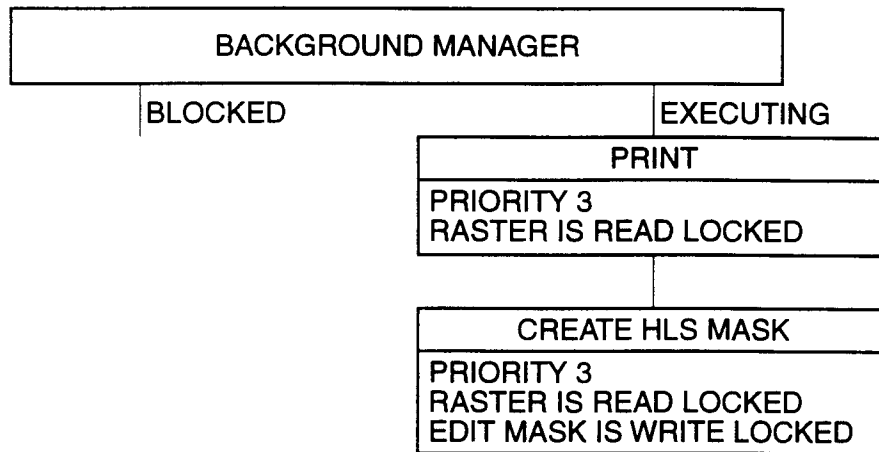 BACKGROUND MANAGER
BLOCKED
EXECUTING
PRINT
PRIORITY 3
RASTER IS READ LOCKED
CREATE HLS MASK
PRIORITY 3
RASTER IS READ LOCKED
EDIT MASK IS WRITE LOCKED